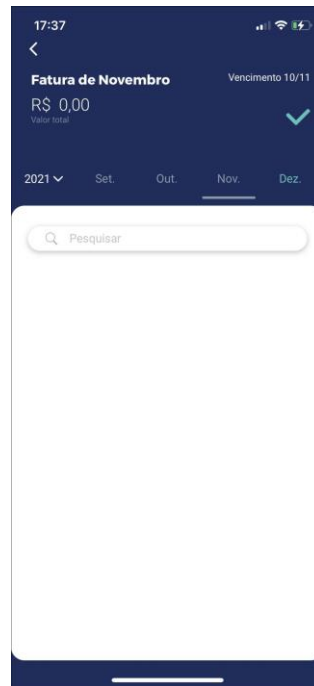 17:37
Fatura de Novembro
Vencimento 10/11
R$ 0,00
Valor total
2021 Set. Out. Nov. Dez.
Pesquisar